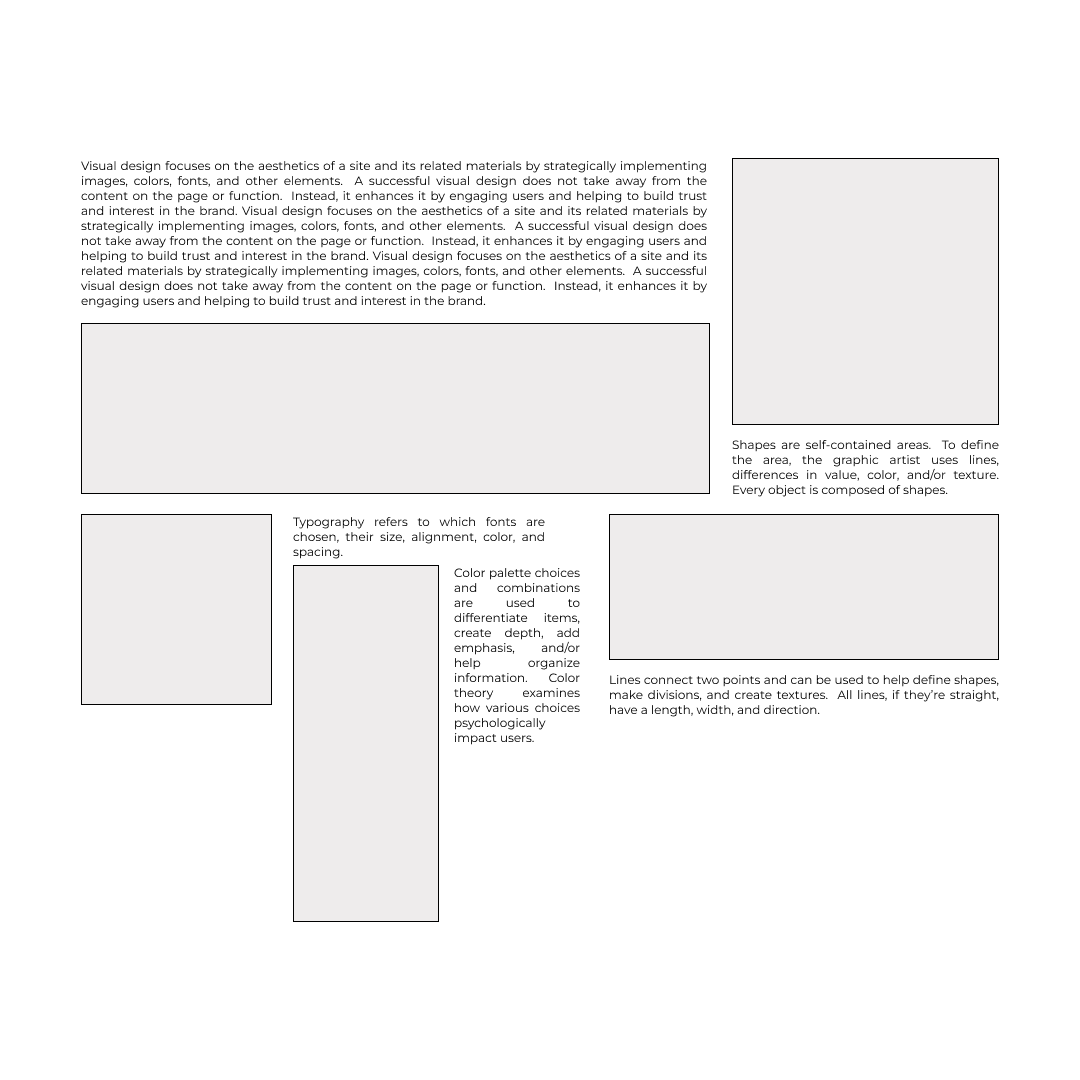 Visual design focuses on the aesthetics of a site and its related materials by strategically implementing
images, colors, fonts, and other elements.  A successful visual design does not take away from the
content on the page or function.  Instead, it enhances it by engaging users and helping to build trust
and interest in the brand. Visual design focuses on the aesthetics of a site and its related materials by
strategically implementing images, colors, fonts, and other elements.  A successful visual design does
not take away from the content on the page or function.  Instead, it enhances it by engaging users and
helping to build trust and interest in the brand. Visual design focuses on the aesthetics of a site and its
related materials by strategically implementing images, colors, fonts, and other elements.  A successful
visual design does not take away from the content on the page or function.  Instead, it enhances it by
engaging users and helping to build trust and interest in the brand.
Shapes are self-contained areas.  To define
the area, the graphic artist uses lines,
differences in value, color, and/or texture.
Every object is composed of shapes.
Typography refers to which fonts are
chosen, their size, alignment, color, and
spacing.
Color palette choices
and combinations
are used to
differentiate items,
create depth, add
emphasis, and/or
help organize
information.  Color
theory examines
how various choices
psychologically
impact users.
Lines connect two points and can be used to help define shapes,
make divisions, and create textures.  All lines, if they’re straight,
have a length, width, and direction.